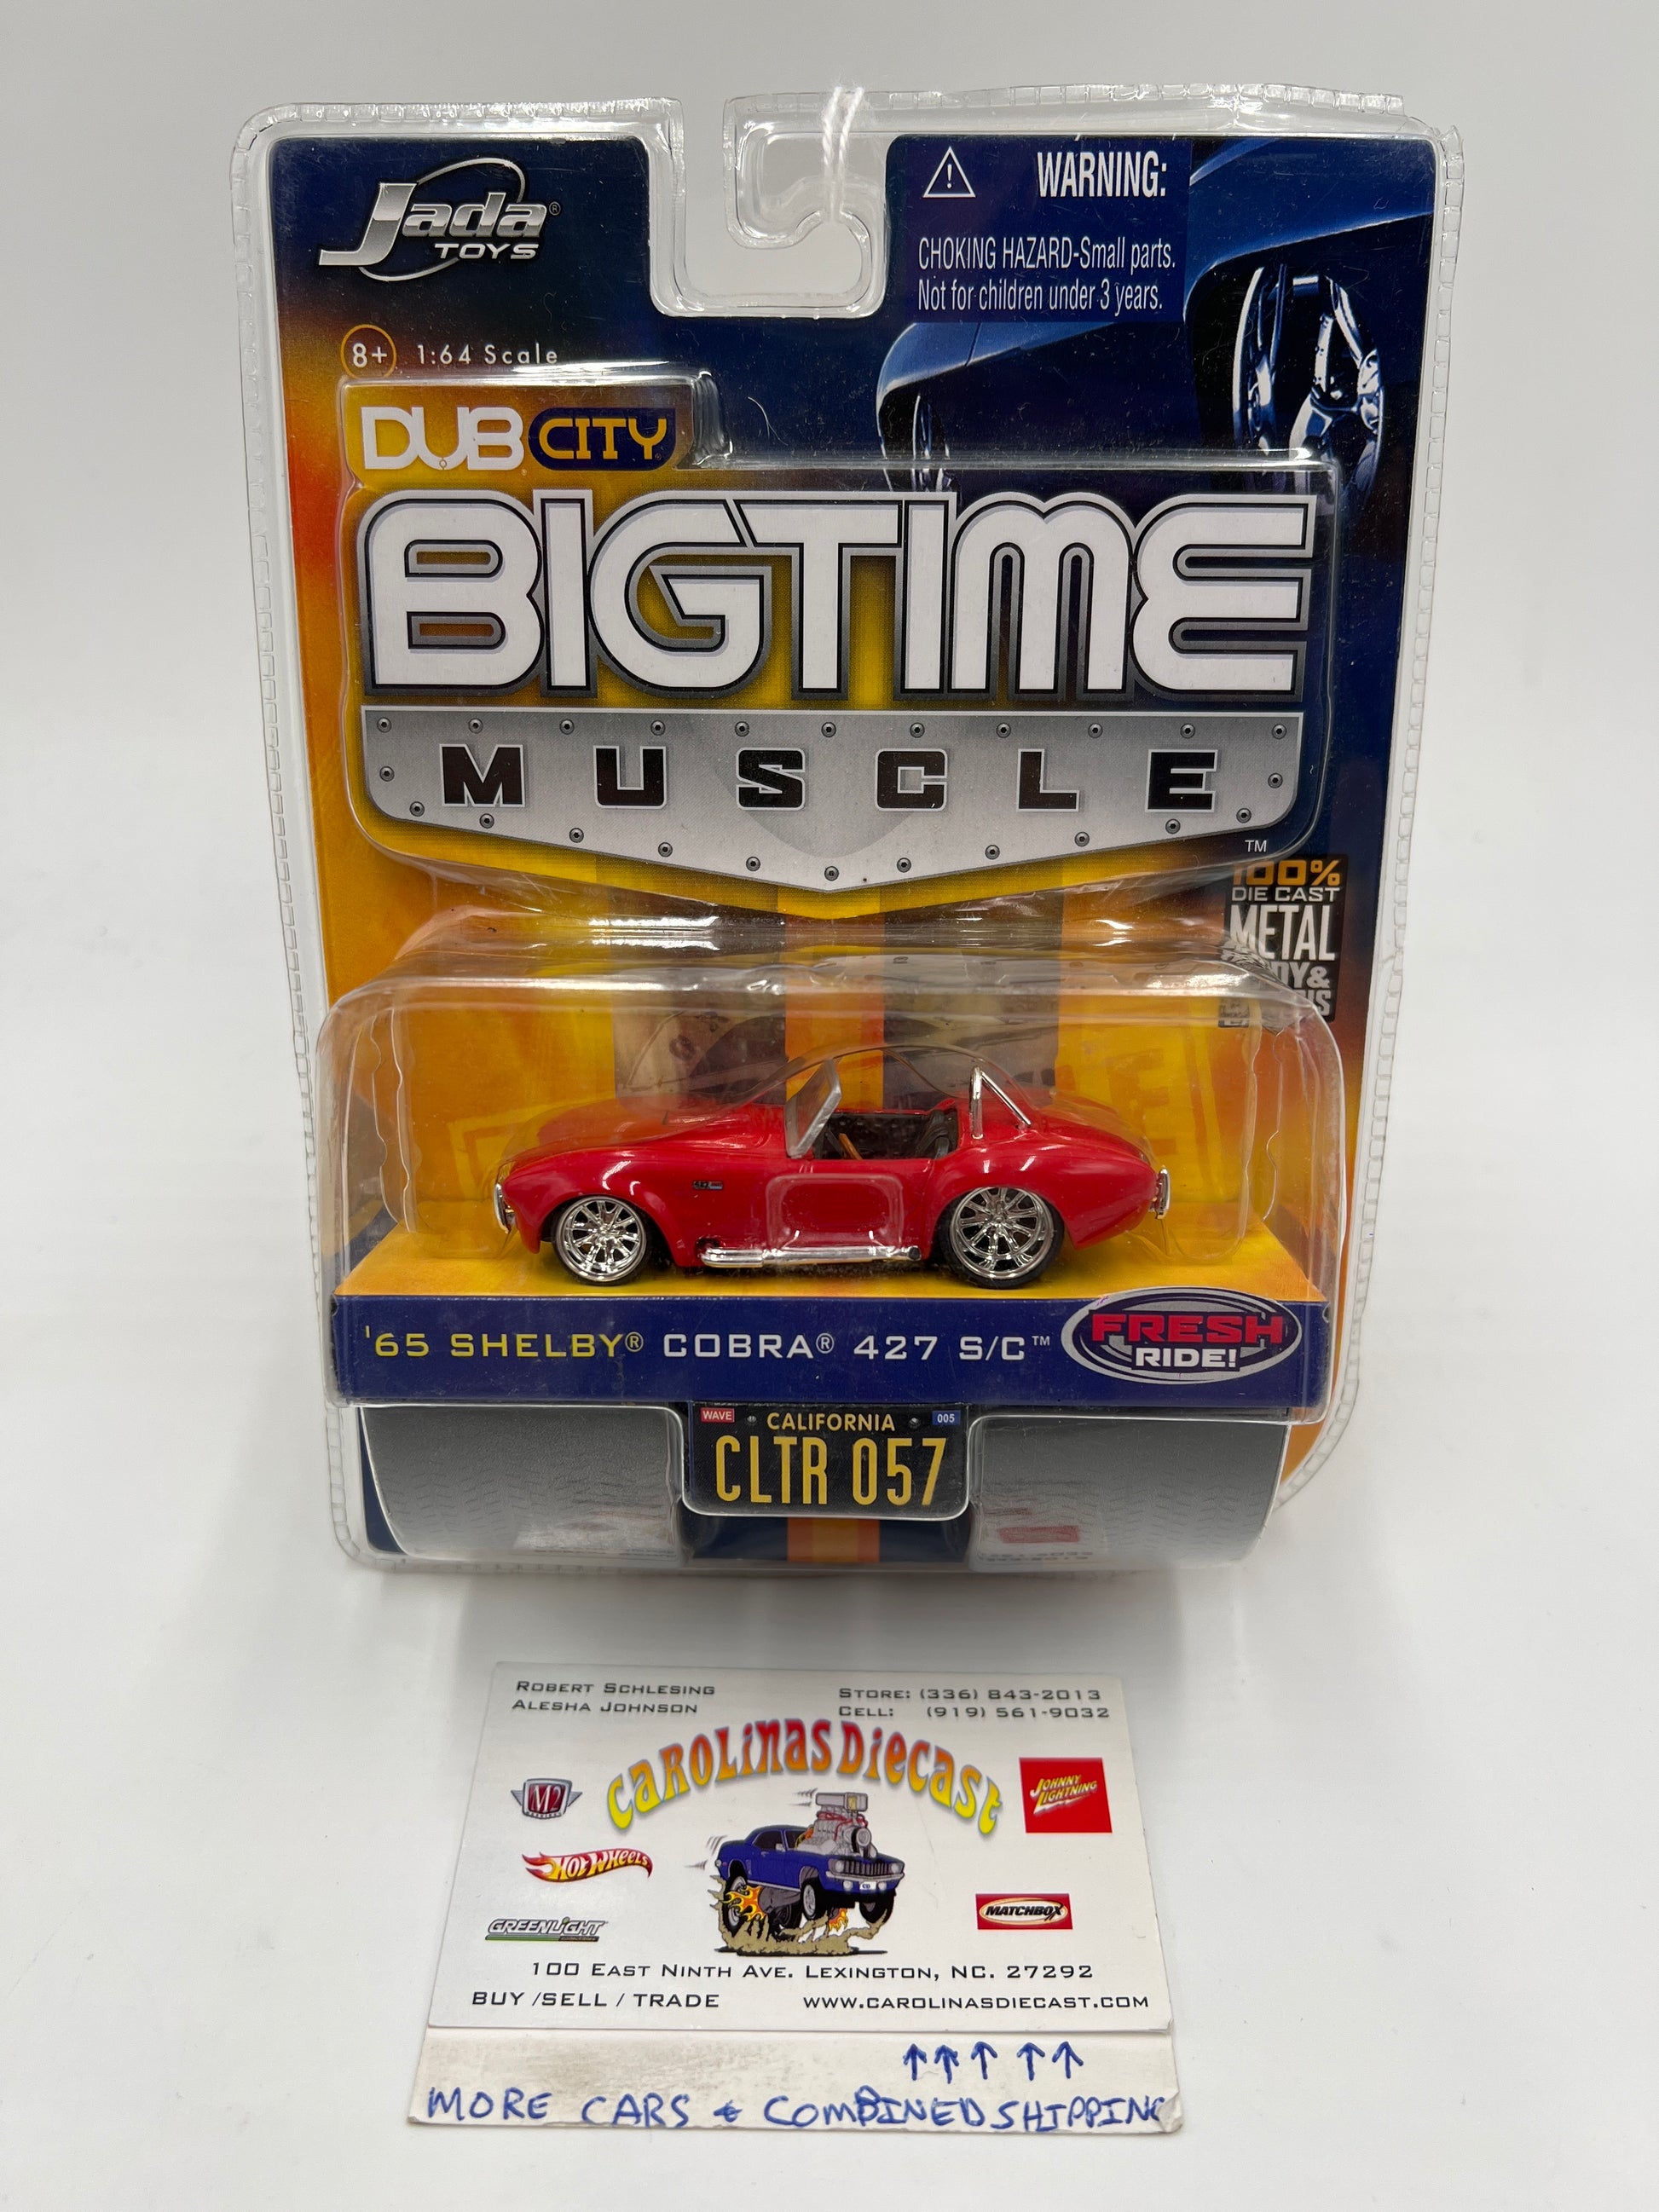 Jada®
TOYS
WARNING:
CHOKING HAZARD-Small parts.
Not for children under 3 years.
8+ 1:64 Scale
DUB CITY
BIGTIME
MUSCLE
TM
100%
DIE CAST
METAL
'65 SHELBY® COBRA® 427 S/C™
FRESH
RIDE!
WAVE CALIFORNIA 005
CLTR 057
ROBERT SCHLESING
ALESHA JOHNSON
STORE: (336) 843-2013
CELL: (919) 561-9032
CAROLINAS DIECAST
M2
JOHNNY
LIGHTNING
HOT WHEELS
MATCHBOX
GREENLIGHT
100 EAST NINTH AVE. LEXINGTON, NC. 27292
BUY /SELL / TRADE WWW.CAROLINASDIECAST.COM
↑↑↑ ↑↑
MORE CARS & COMBINED SHIPPING